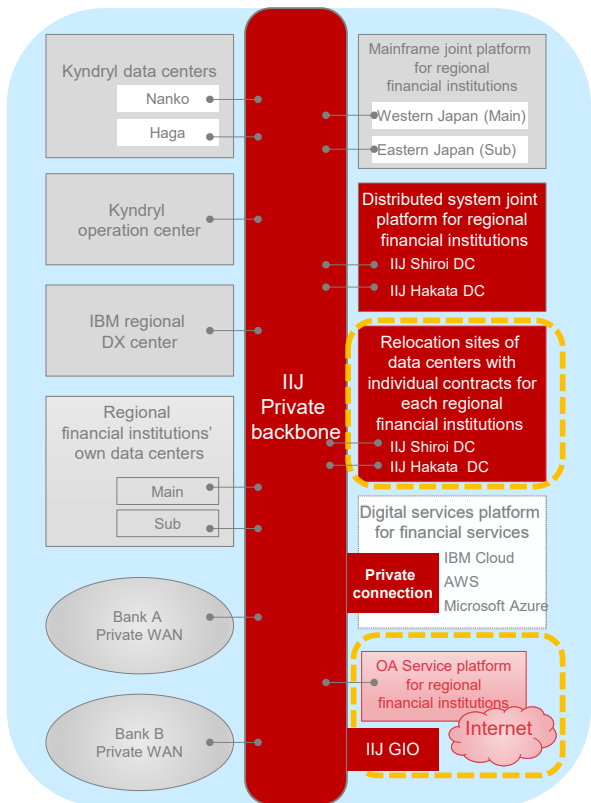 Kyndryl data centers
Nanko
Haga
Kyndryl
operation center
IBM regional
DX center
Regional
financial institutions'
own data centers
Main
Sub
Bank A
Private WAN
Bank B
Private WAN
IIJ
Private
backbone
Mainframe joint platform
for regional
financial institutions
Western Japan (Main)
Eastern Japan (Sub)
Distributed system joint
platform for regional
financial institutions
IIJ Shiroi DC
IIJ Hakata DC
Relocation sites of
data centers with
individual contracts for
each regional
financial institutions
IIJ Shiroi DC
IIJ Hakata DC
Digital services platform
for financial services
Private
connection
IBM Cloud
AWS
Microsoft Azure
OA Service platform
for regional
financial institutions
Internet
IIJ GIO